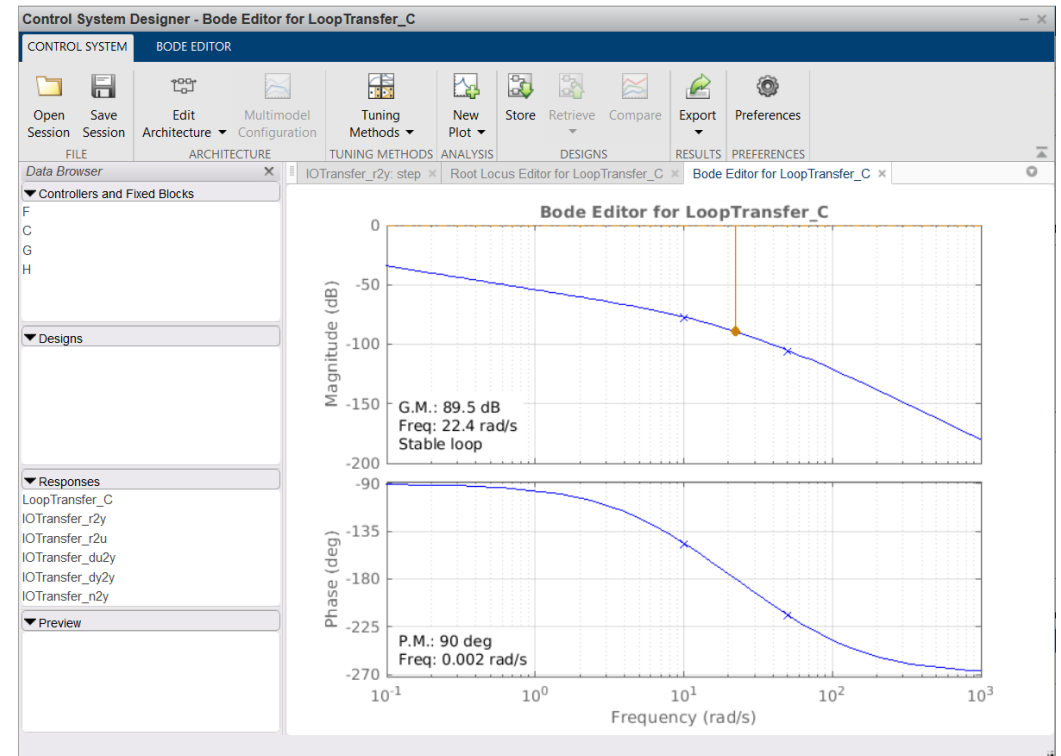 Control System Designer - Bode Editor for LoopTransfer_C
CONTROL SYSTEM BODE EDITOR
Open Session
Save Session
Edit Architecture
Multimodel Configuration
Tuning Methods
New Plot
Store
Retrieve
Compare
Export
Preferences
FILE ARCHITECTURE TUNING METHODS ANALYSIS DESIGNS RESULTS PREFERENCES
Data Browser
Controllers and Fixed Blocks
F
C
G
H
Designs
Responses
LoopTransfer_C
IOTransfer_r2y
IOTransfer_r2u
IOTransfer_du2y
IOTransfer_dy2y
IOTransfer_n2y
Preview
IOTransfer_r2y: step Root Locus Editor for LoopTransfer_C Bode Editor for LoopTransfer_C
Bode Editor for LoopTransfer_C
Magnitude (dB)
0
-50
-100
-150
-200
G.M.: 89.5 dB
Freq: 22.4 rad/s
Stable loop
Phase (deg)
-90
-135
-180
-225
-270
P.M.: 90 deg
Freq: 0.002 rad/s
10^-1 10^0 10^1 10^2 10^3
Frequency (rad/s)